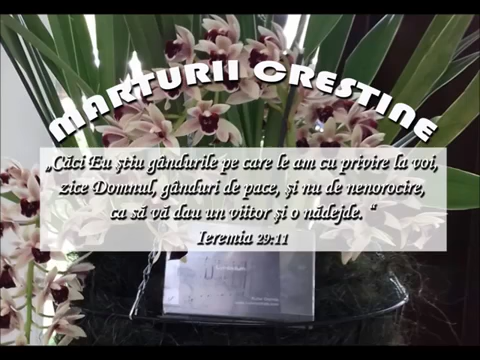 MARTURII CRESTINE
„Căci Eu ştiu gândurile pe care le am cu privire la voi,
zice Domnul, gânduri de pace, şi nu de nenorocire,
ca să vă dau un viitor şi o nădejde. “
Ieremia 29:11